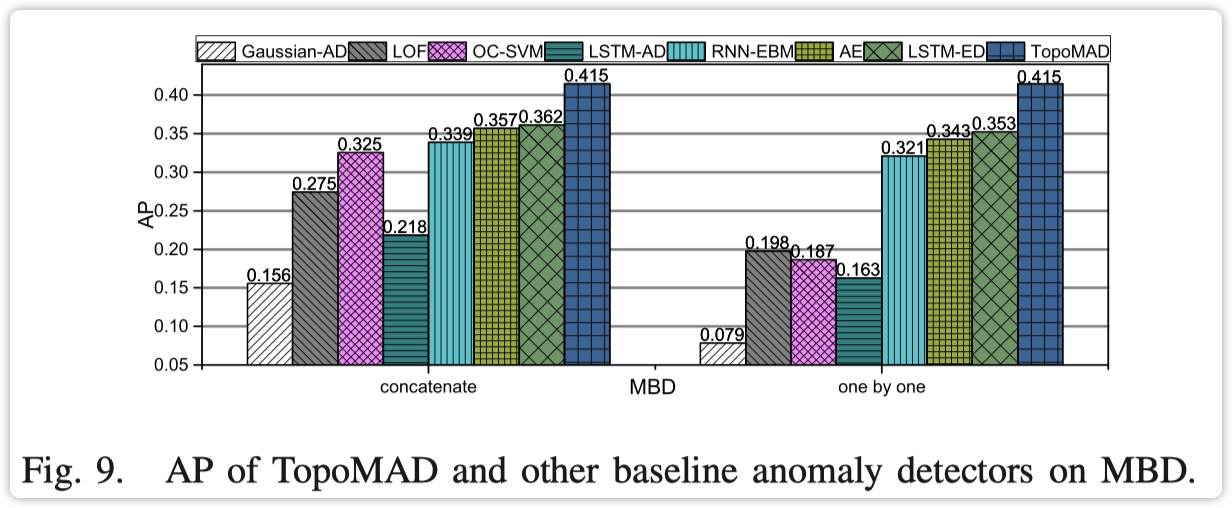 Gaussian-AD LOF OC-SVM LSTM-AD RNN-EBM AE LSTM-ED TopoMAD
0.415 0.415
0.40
0.357 0.362 0.343 0.353
0.35
0.325 0.339 0.321
0.30
0.275
0.25
AP
0.218
0.20
0.198 0.187
0.156 0.163
0.15
0.10
0.079
0.05
concatenate MBD one by one
Fig. 9. AP of TopoMAD and other baseline anomaly detectors on MBD.